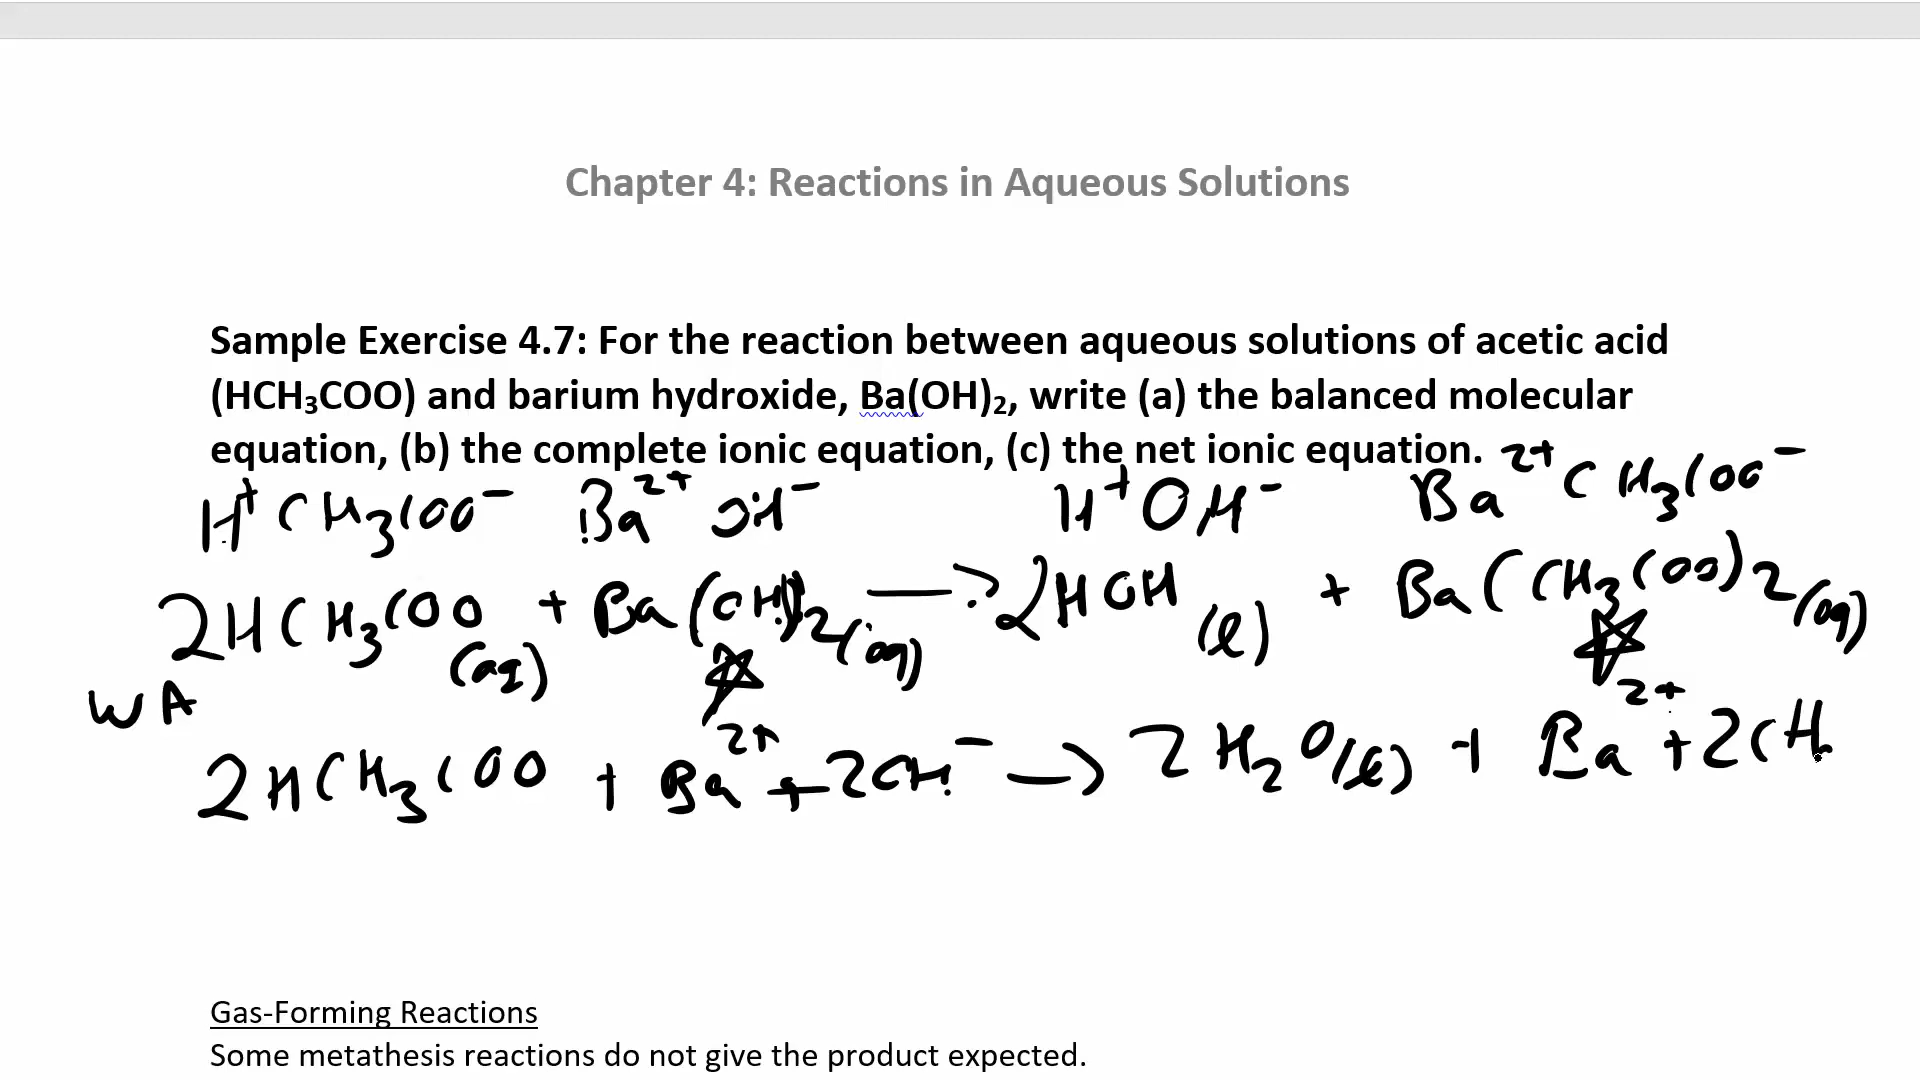 Chapter 4: Reactions in Aqueous Solutions
Sample Exercise 4.7: For the reaction between aqueous solutions of acetic acid
(HCH₃COO) and barium hydroxide, Ba(OH)₂, write (a) the balanced molecular
equation, (b) the complete ionic equation, (c) the net ionic equation.
H⁺ CH₃COO⁻ Ba²⁺ OH⁻ H⁺ OH⁻ Ba²⁺ CH₃COO⁻
2HCH₃COO (aq) + Ba(OH)₂(aq) → 2HOH (l) + Ba(CH₃COO)₂(aq)
WA
2HCH₃COO + Ba²⁺ + 2OH⁻ → 2H₂O(l) + Ba²⁺ + 2CH
Gas-Forming Reactions
Some metathesis reactions do not give the product expected.